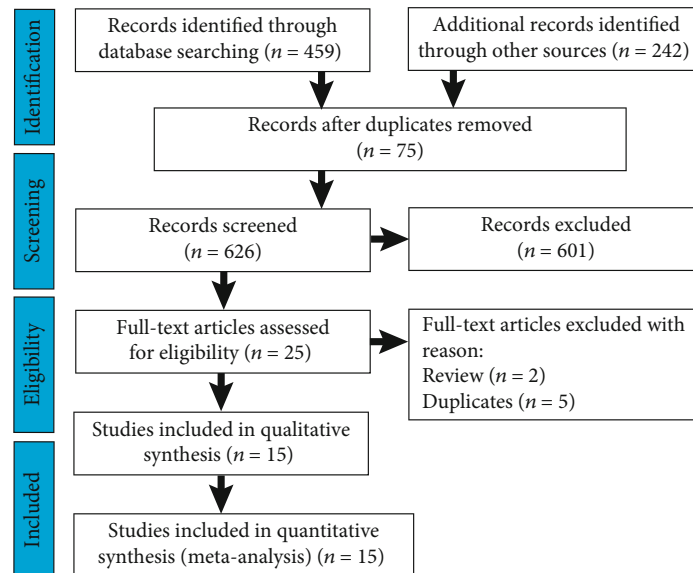 Identification
Records identified through
database searching (n = 459)
Additional records identified
through other sources (n = 242)
Records after duplicates removed
(n = 75)
Screening
Records screened
(n = 626)
Records excluded
(n = 601)
Eligibility
Full-text articles assessed
for eligibility (n = 25)
Full-text articles excluded with
reason:
Review (n = 2)
Duplicates (n = 5)
Studies included in qualitative
synthesis (n = 15)
Included
Studies included in quantitative
synthesis (meta-analysis) (n = 15)